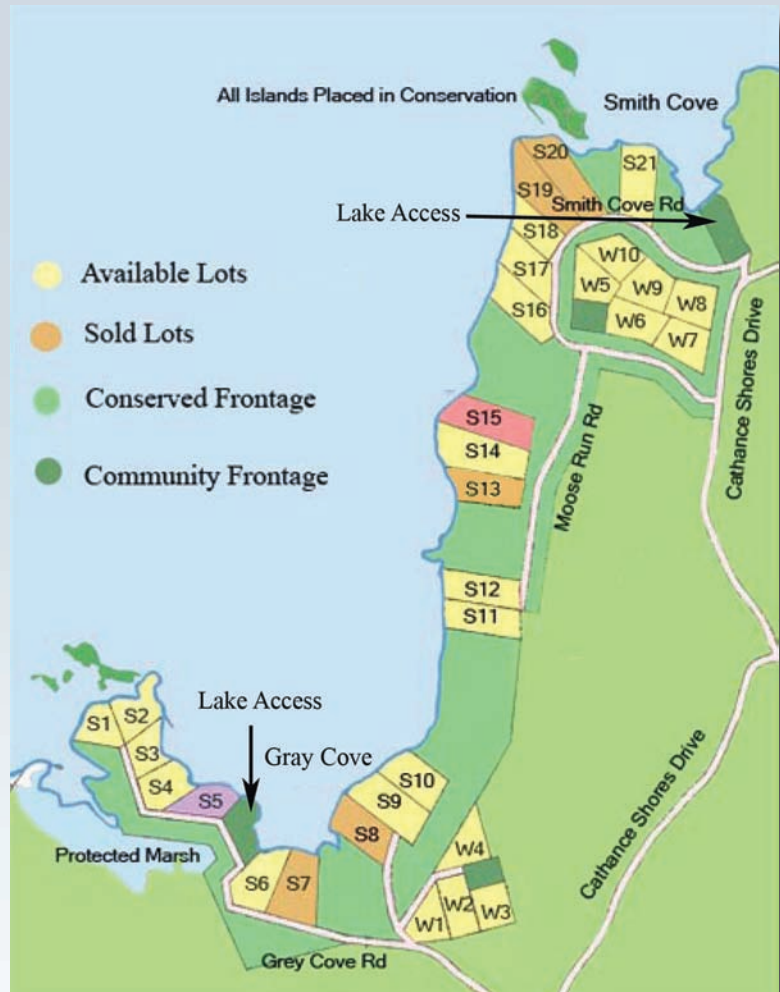 All Islands Placed in Conservation
Smith Cove
S20
S21
S19
Smith Cove Rd
Lake Access
S18
W10
S17
W5
W9
W8
S16
W6
W7
Available Lots
Sold Lots
Conserved Frontage
Community Frontage
Cathance Shores Drive
S15
S14
S13
Moose Run Rd
S12
S11
Lake Access
S1
S2
S3
S4
S5
Gray Cove
S10
S9
S8
Protected Marsh
S6
S7
W4
W2
W3
W1
Cathance Shores Drive
Grey Cove Rd